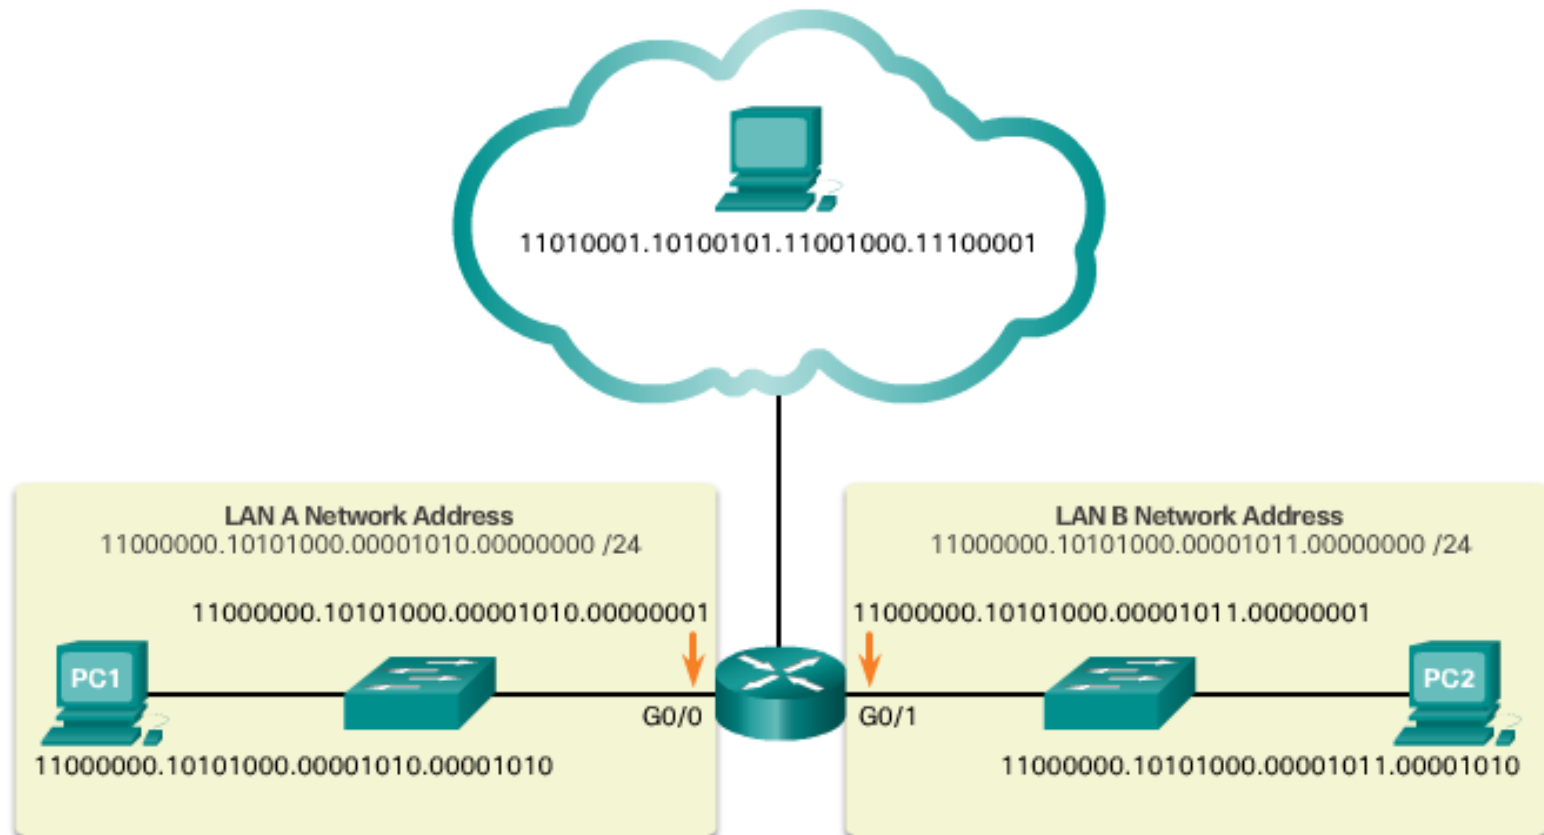 11010001.10100101.11001000.11100001
LAN A Network Address
11000000.10101000.00001010.00000000 /24
11000000.10101000.00001010.00000001
PC1
G0/0
11000000.10101000.00001010.00001010
LAN B Network Address
11000000.10101000.00001011.00000000 /24
11000000.10101000.00001011.00000001
G0/1
PC2
11000000.10101000.00001011.00001010